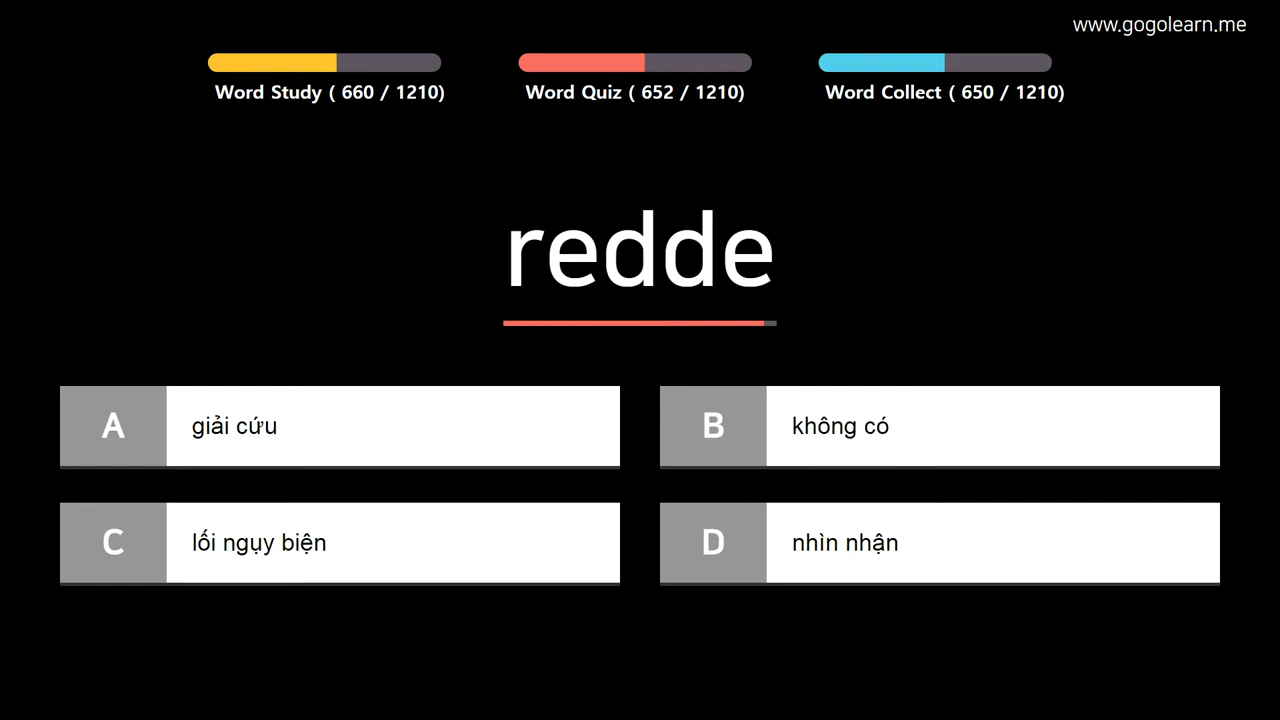 www.gogolearn.me
Word Study ( 660 / 1210)
Word Quiz ( 652 / 1210)
Word Collect ( 650 / 1210)
redde
A giải cứu
B không có
C lối ngụy biện
D nhìn nhận